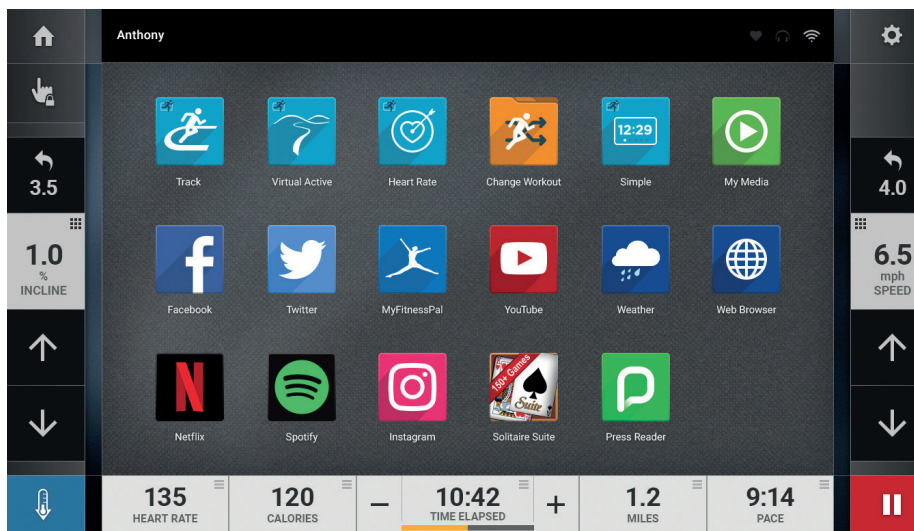 Anthony
3.5
1.0
%
INCLINE
12:29
Track
Virtual Active
Heart Rate
Change Workout
Simple
My Media
f
Facebook
Twitter
MyFitnessPal
YouTube
Weather
Web Browser
N
150+ Games
Suite
Netflix
Spotify
Instagram
Solitaire Suite
Press Reader
4.0
6.5
mph
SPEED
135
HEART RATE
120
CALORIES
10:42
TIME ELAPSED
1.2
MILES
9:14
PACE